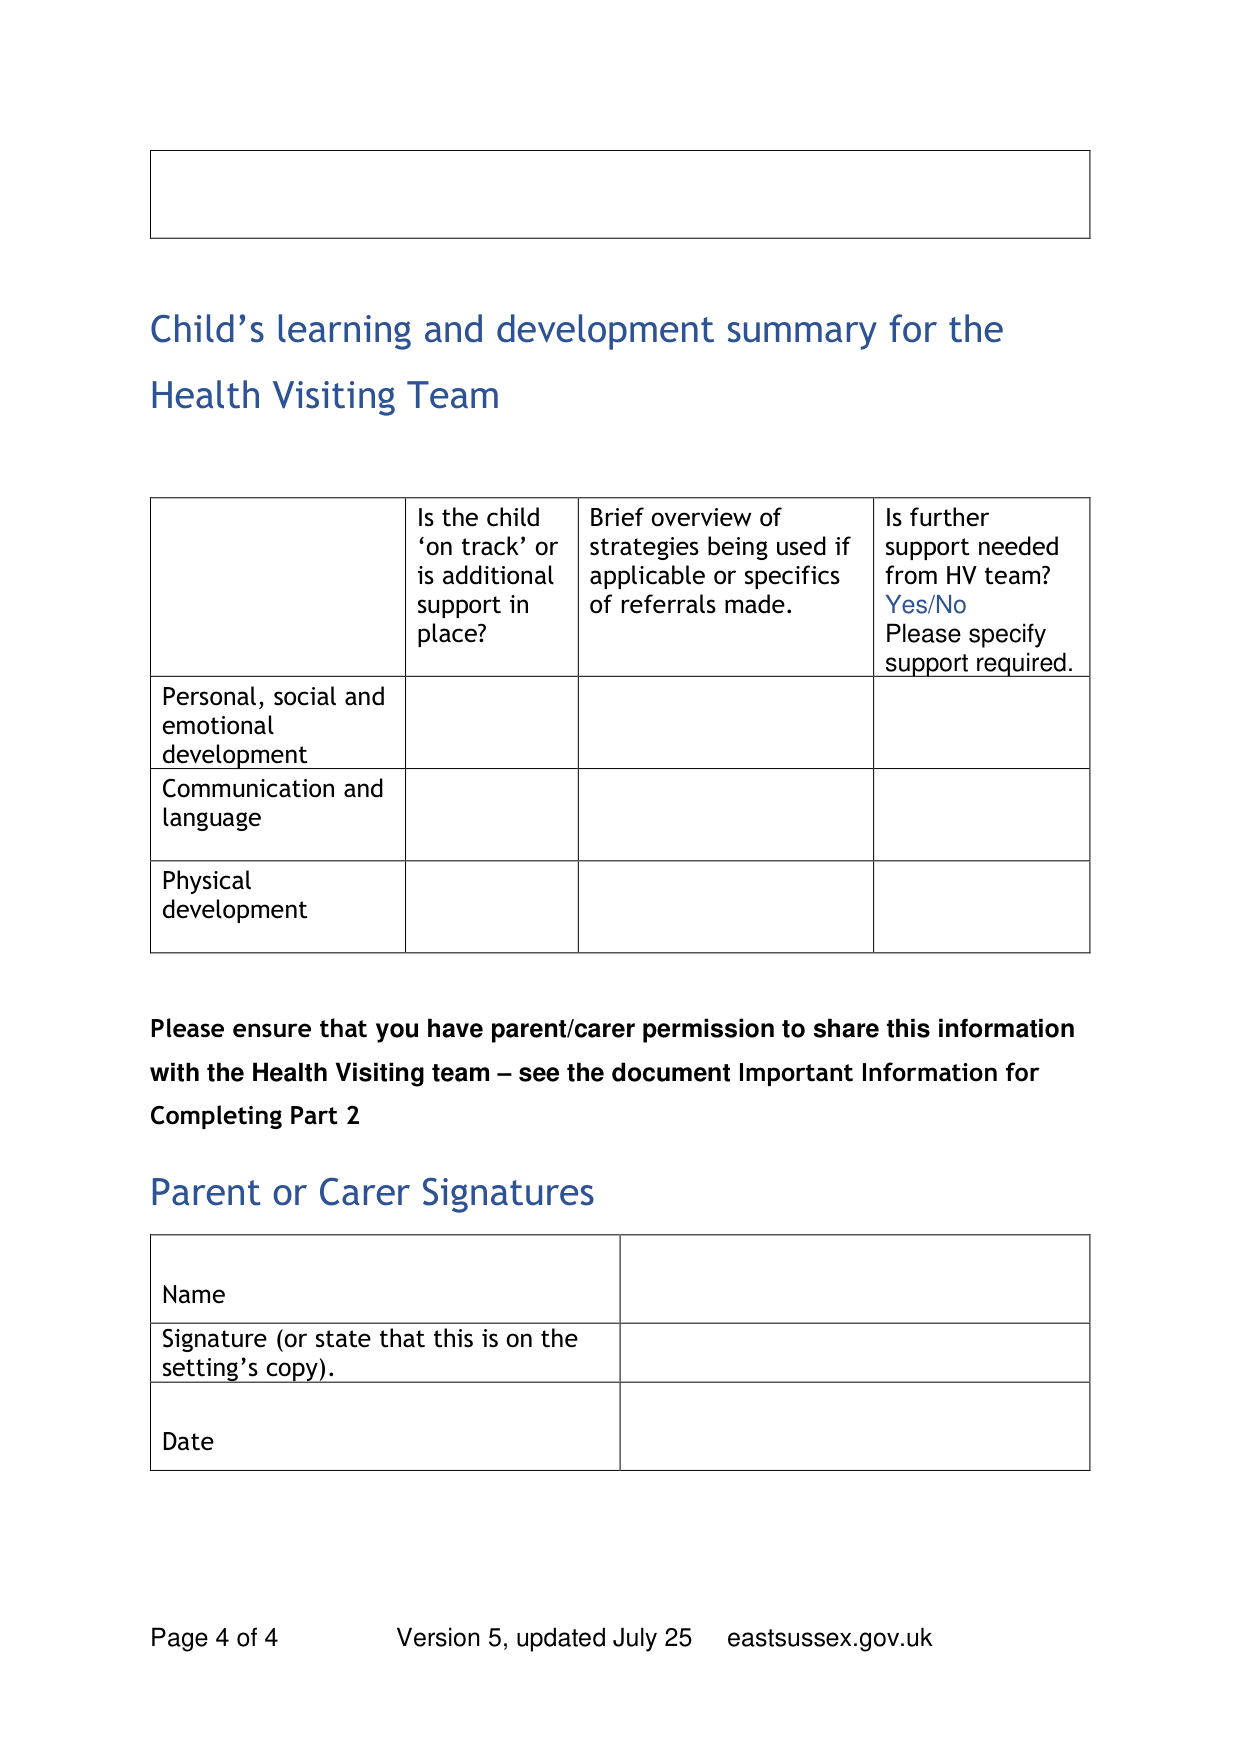 Child’s learning and development summary for the
Health Visiting Team
Is the child
‘on track’ or
is additional
support in
place?
Brief overview of
strategies being used if
applicable or specifics
of referrals made.
Is further
support needed
from HV team?
Yes/No
Please specify
support required.
Personal, social and
emotional
development
Communication and
language
Physical
development
Please ensure that you have parent/carer permission to share this information
with the Health Visiting team – see the document Important Information for
Completing Part 2
Parent or Carer Signatures
Name
Signature (or state that this is on the
setting’s copy).
Date
Page 4 of 4 Version 5, updated July 25 eastsussex.gov.uk